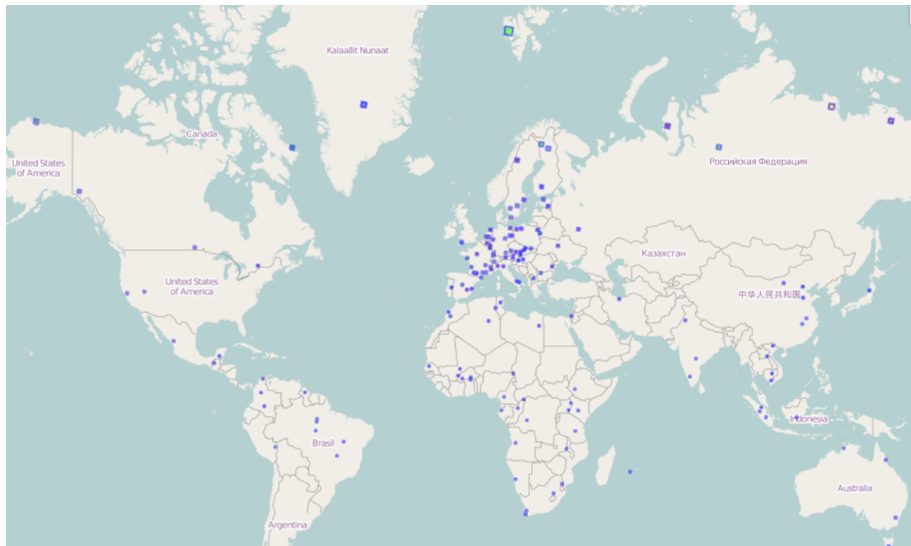 Kalaallit Nunaat
Canada
United States
of America
Российская Федерация
Казахстан
United States
of America
中华人民共和国
Brasil
Indonesia
Australia
Argentina